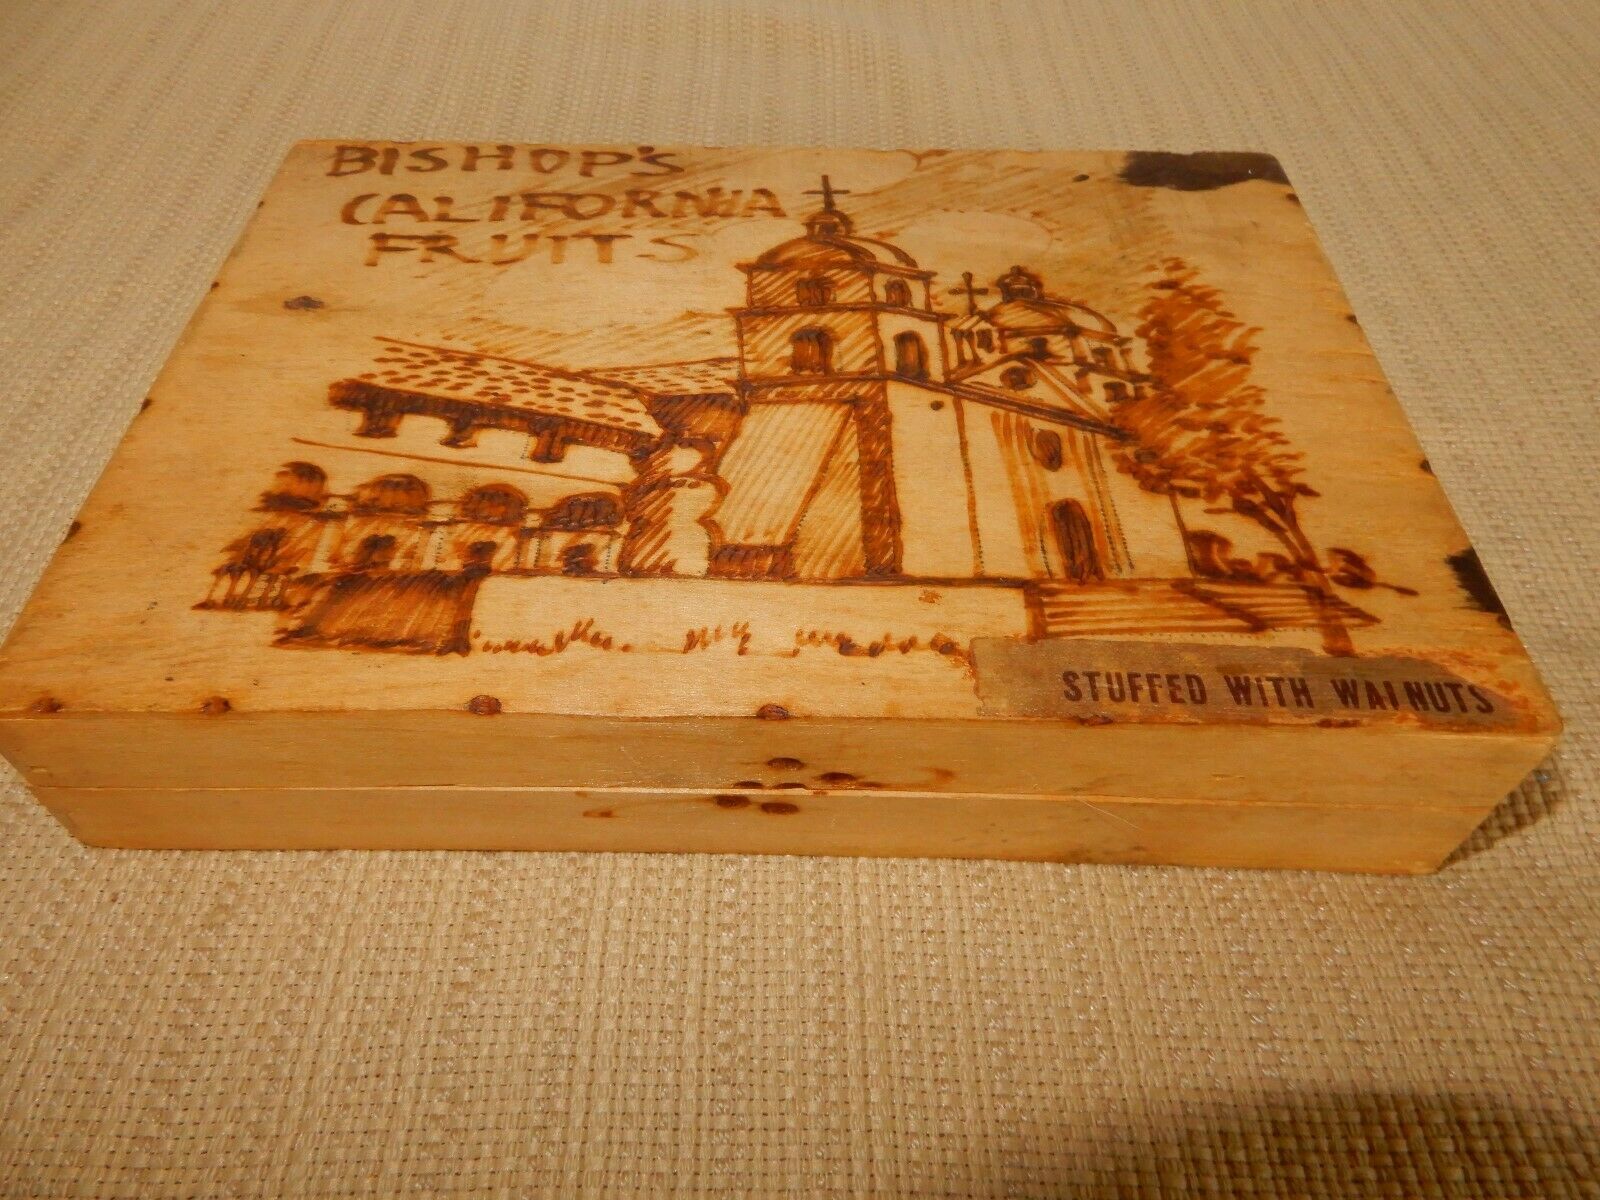 BISHOP'S
CALIFORNIA
FRUITS
STUFFED WITH WALNUTS